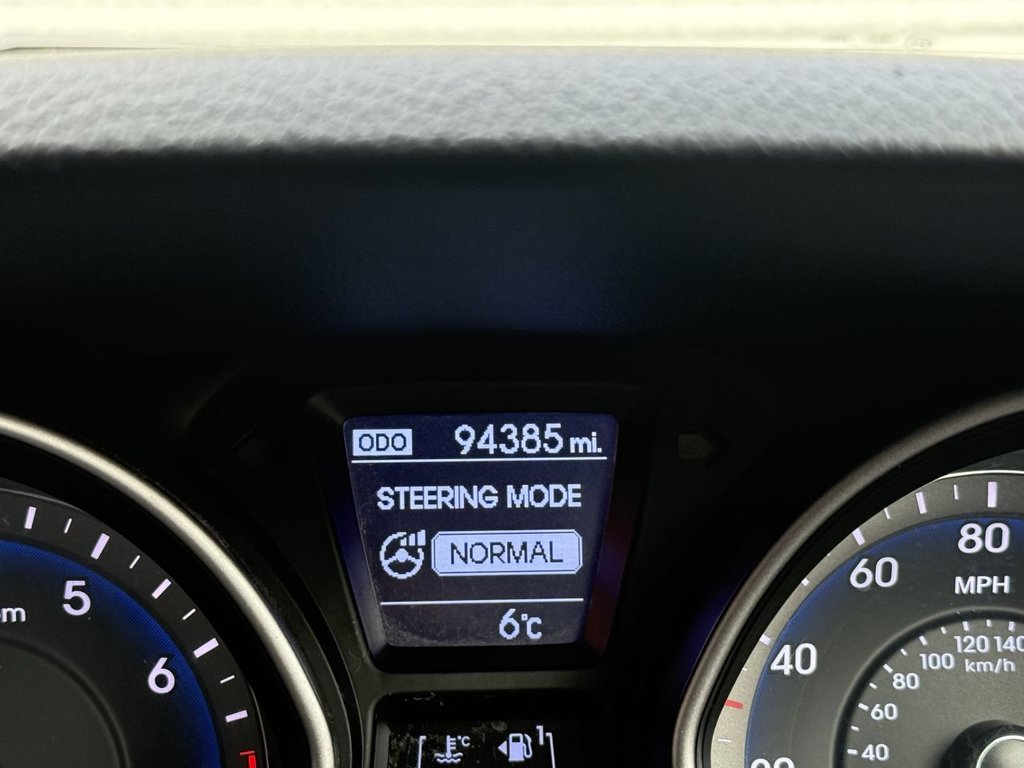 ODO 94385 mi.
STEERING MODE
NORMAL
6°C
5
6
80
60
MPH
40
120 140
100 km/h
80
60
40
°C
1